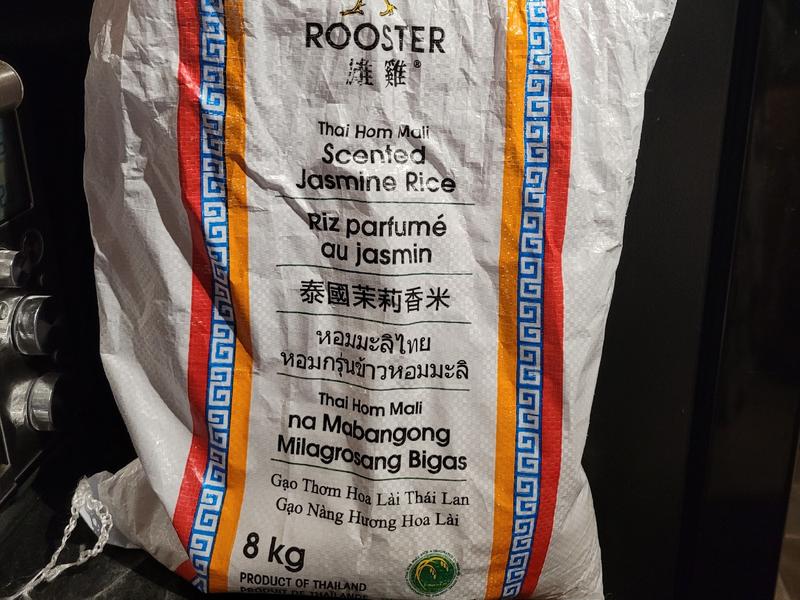 ROOSTER
雄雞®
Thai Hom Mali
Scented
Jasmine Rice
Riz parfumé
au jasmin
泰國茉莉香米
หอมมะลิไทย
หอมกรุ่นข้าวหอมมะลิ
Thai Hom Mali
na Mabangong
Milagrosang Bigas
Gạo Thơm Hoa Lài Thái Lan
Gạo Nàng Hương Hoa Lài
8 kg
PRODUCT OF THAILAND
PRODUIT DE THAÏLANDE